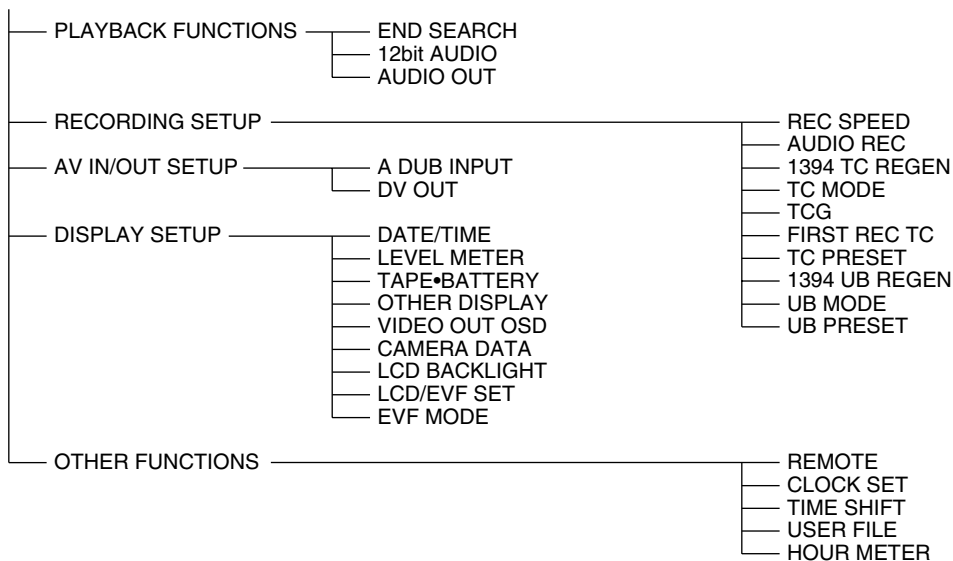 PLAYBACK FUNCTIONS
END SEARCH
12bit AUDIO
AUDIO OUT
RECORDING SETUP
REC SPEED
AUDIO REC
1394 TC REGEN
TC MODE
TCG
FIRST REC TC
TC PRESET
1394 UB REGEN
UB MODE
UB PRESET
AV IN/OUT SETUP
A DUB INPUT
DV OUT
DISPLAY SETUP
DATE/TIME
LEVEL METER
TAPE•BATTERY
OTHER DISPLAY
VIDEO OUT OSD
CAMERA DATA
LCD BACKLIGHT
LCD/EVF SET
EVF MODE
OTHER FUNCTIONS
REMOTE
CLOCK SET
TIME SHIFT
USER FILE
HOUR METER